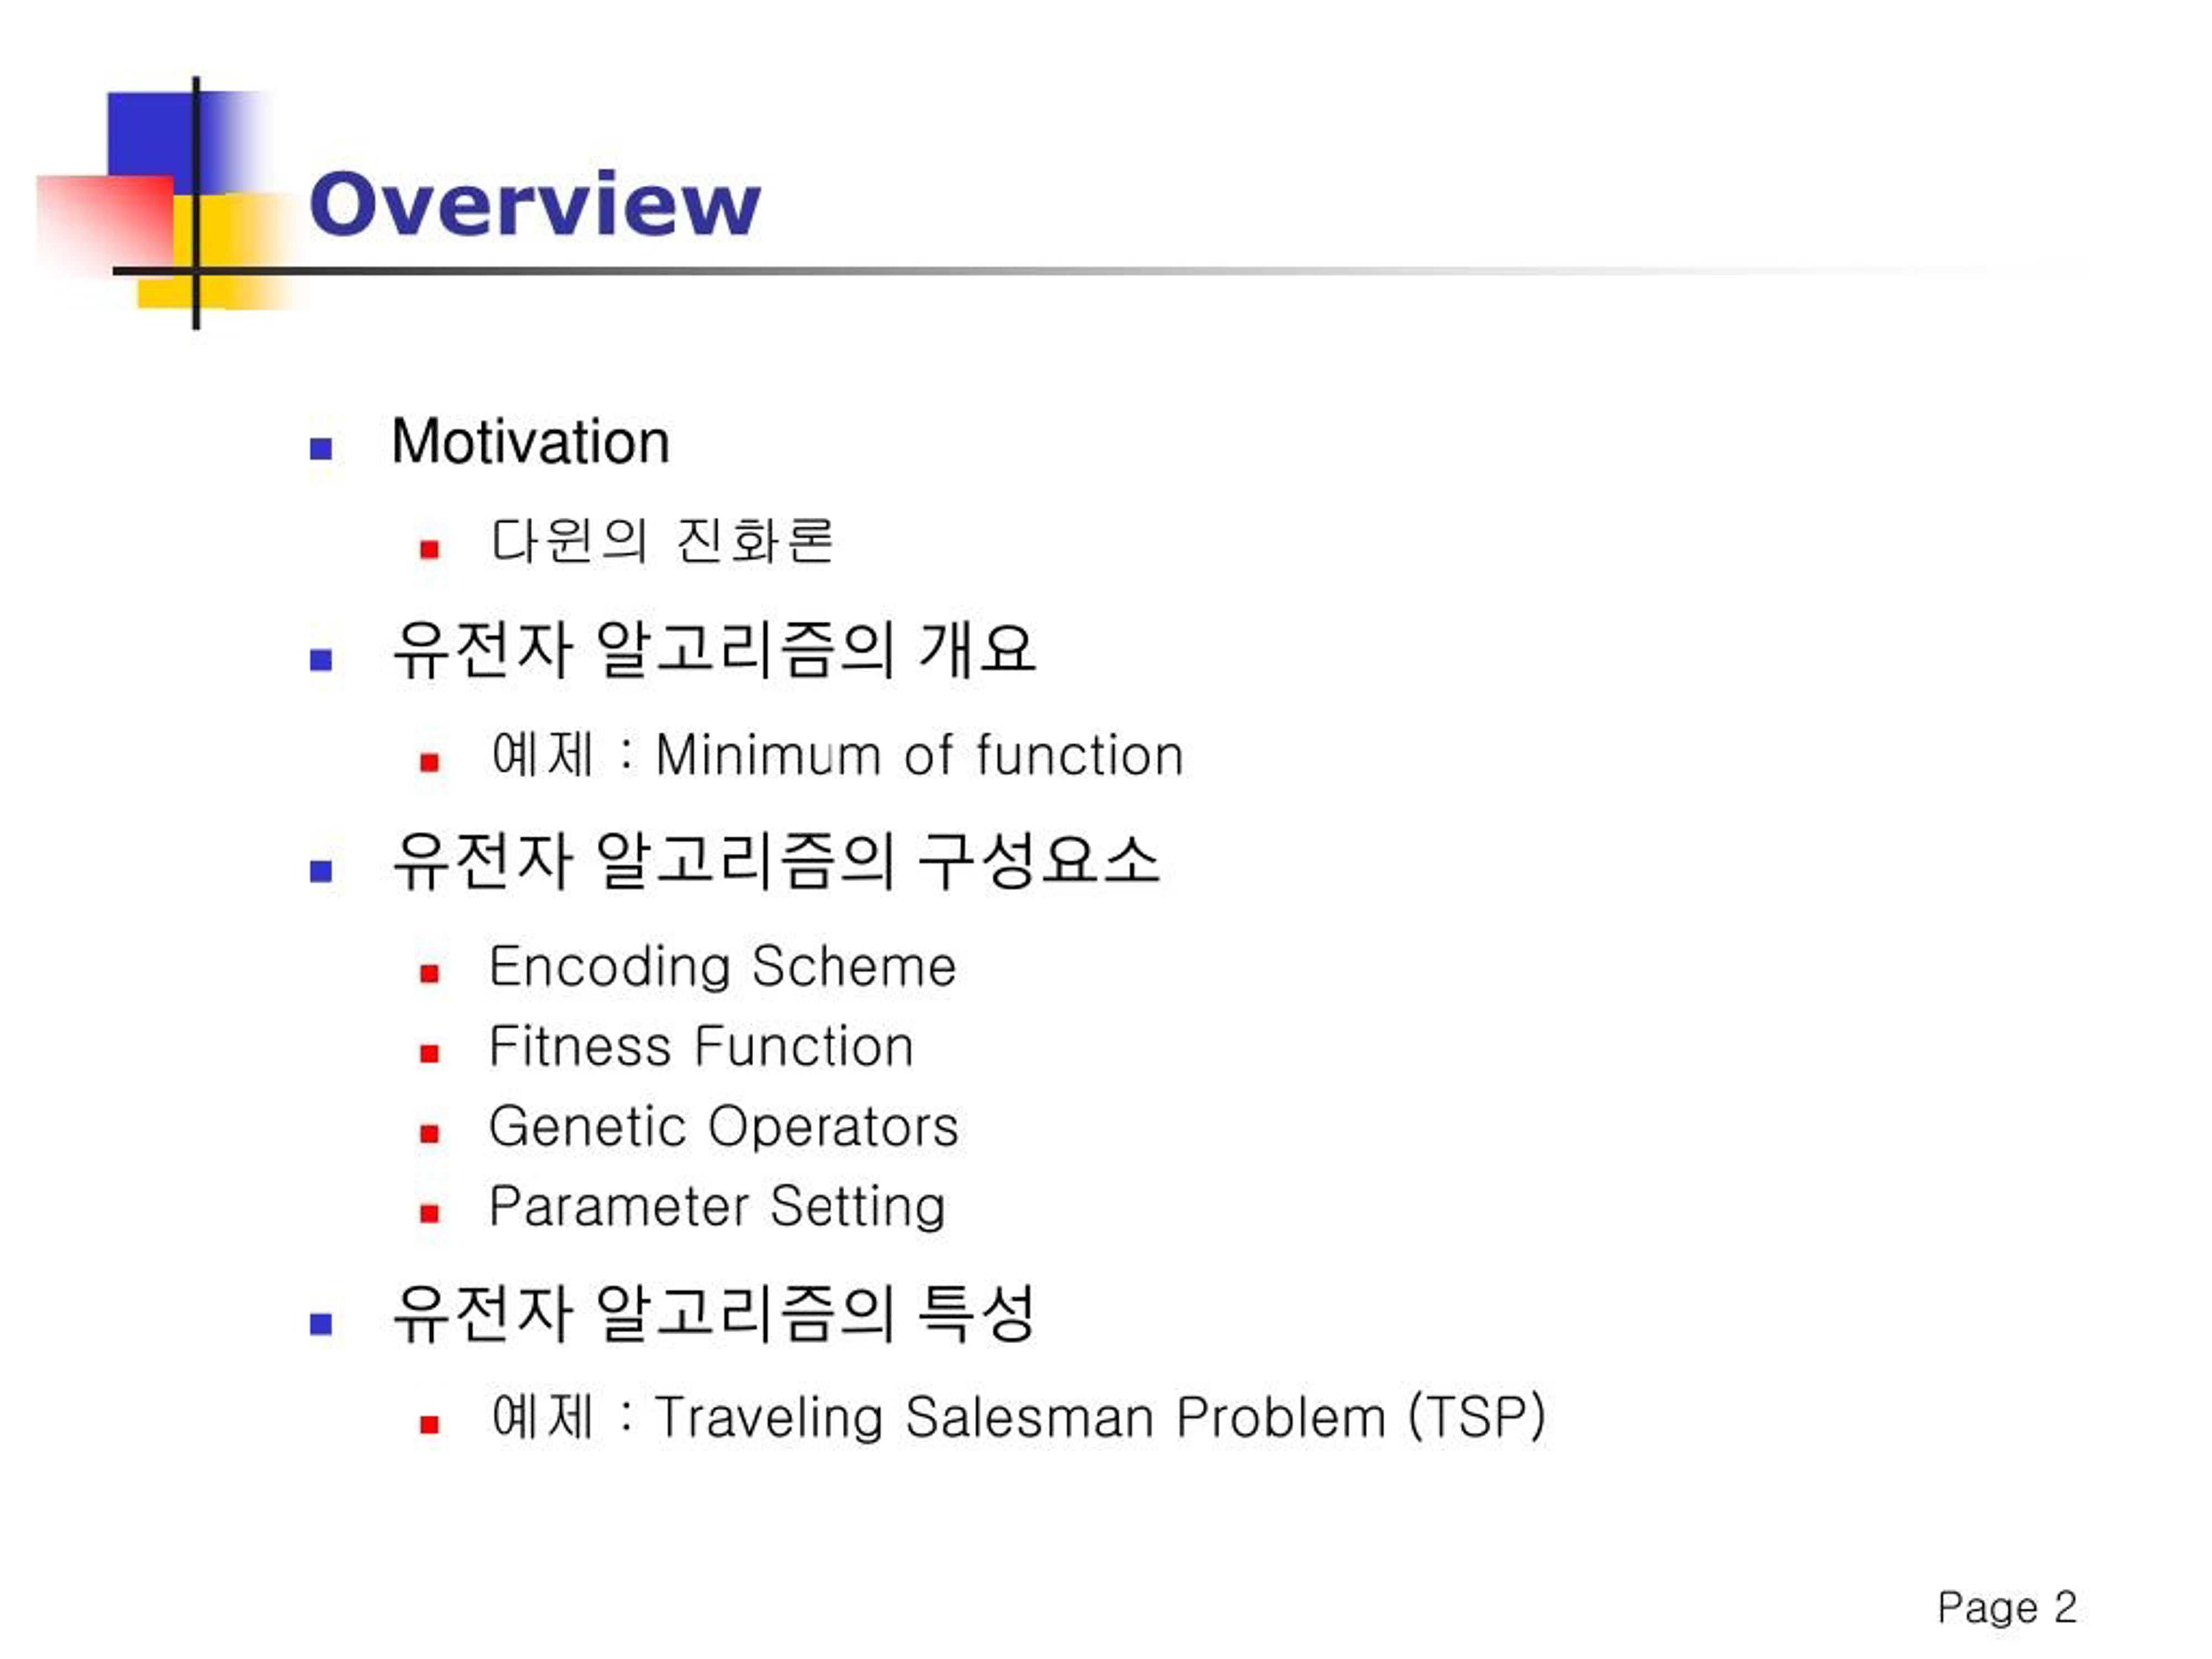 Overview
Motivation
다윈의 진화론
유전자 알고리즘의 개요
예제 : Minimum of function
유전자 알고리즘의 구성요소
Encoding Scheme
Fitness Function
Genetic Operators
Parameter Setting
유전자 알고리즘의 특성
예제 : Traveling Salesman Problem (TSP)
Page 2